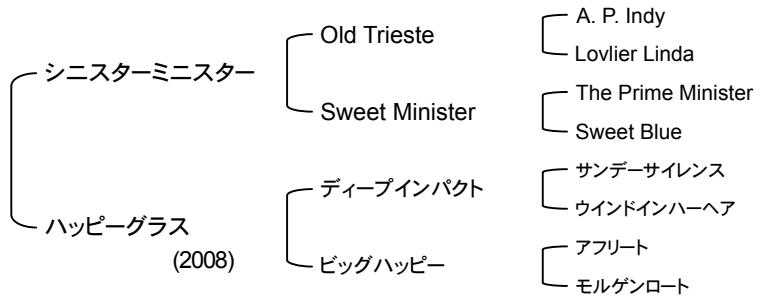 シニスターミニスター
ハッピーグラス
(2008)
Old Trieste
Sweet Minister
ディープインパクト
ビッグハッピー
A. P. Indy
Lovlier Linda
The Prime Minister
Sweet Blue
サンデーサイレンス
ウインドインハーヘア
アフリート
モルゲンロート